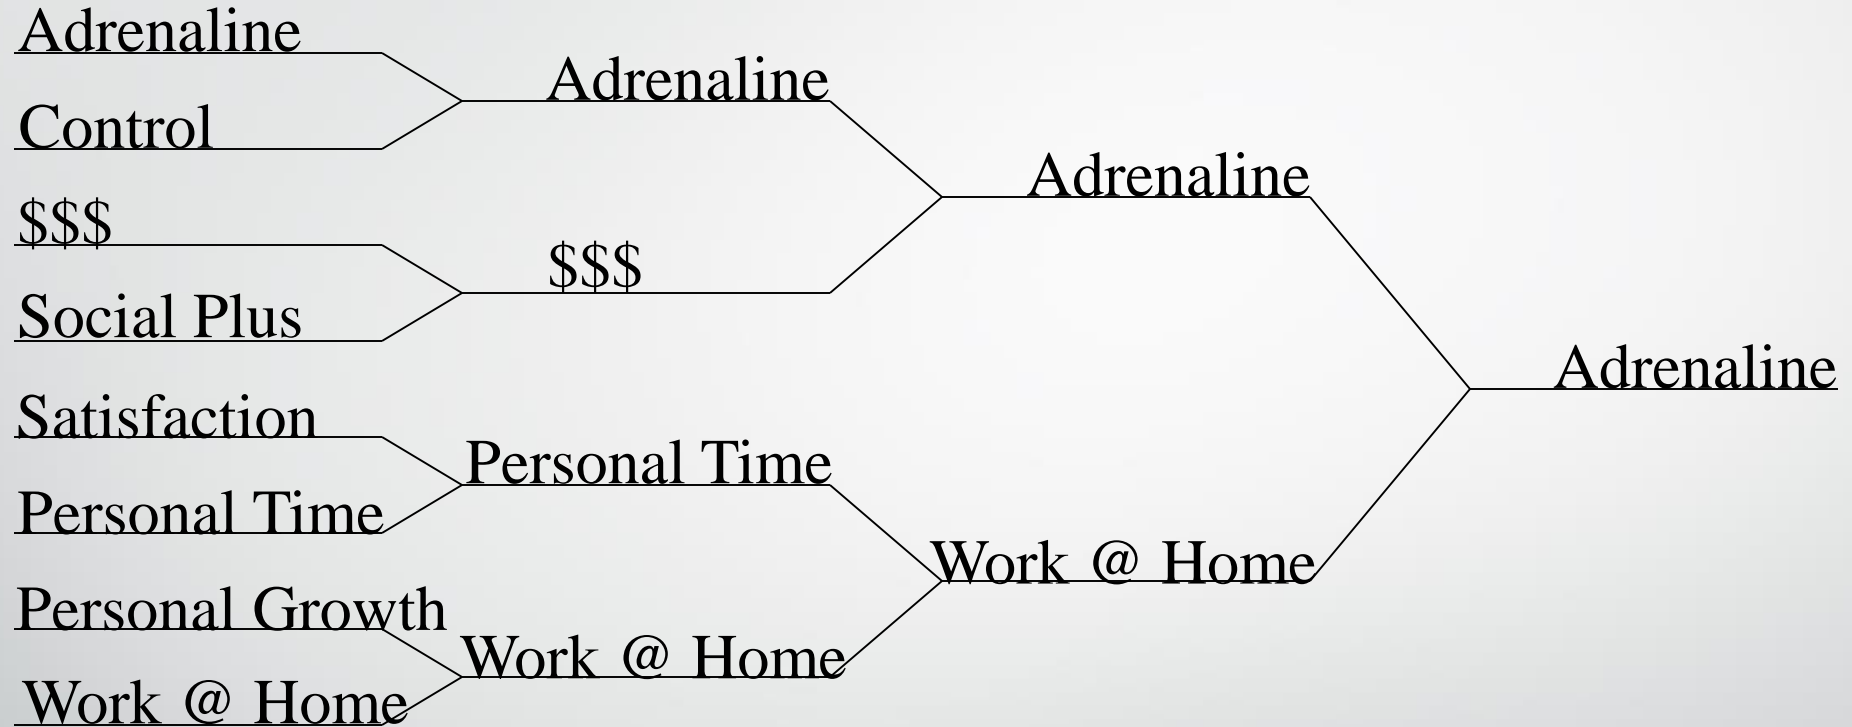 Adrenaline
Control
$$$
Social Plus
Satisfaction
Personal Time
Personal Growth
Work @ Home
Adrenaline
$$$
Personal Time
Work @ Home
Adrenaline
Work @ Home
Adrenaline